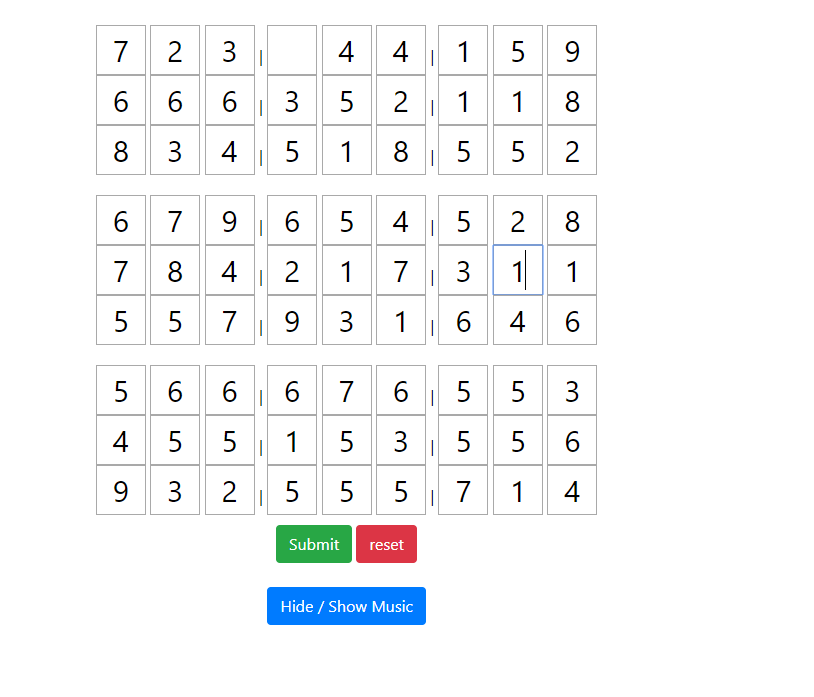 7 2 3 | 4 4 | 1 5 9
6 6 6 | 3 5 2 | 1 1 8
8 3 4 | 5 1 8 | 5 5 2
6 7 9 | 6 5 4 | 5 2 8
7 8 4 | 2 1 7 | 3 1 1
5 5 7 | 9 3 1 | 6 4 6
5 6 6 | 6 7 6 | 5 5 3
4 5 5 | 1 5 3 | 5 5 6
9 3 2 | 5 5 5 | 7 1 4
Submit reset
Hide / Show Music